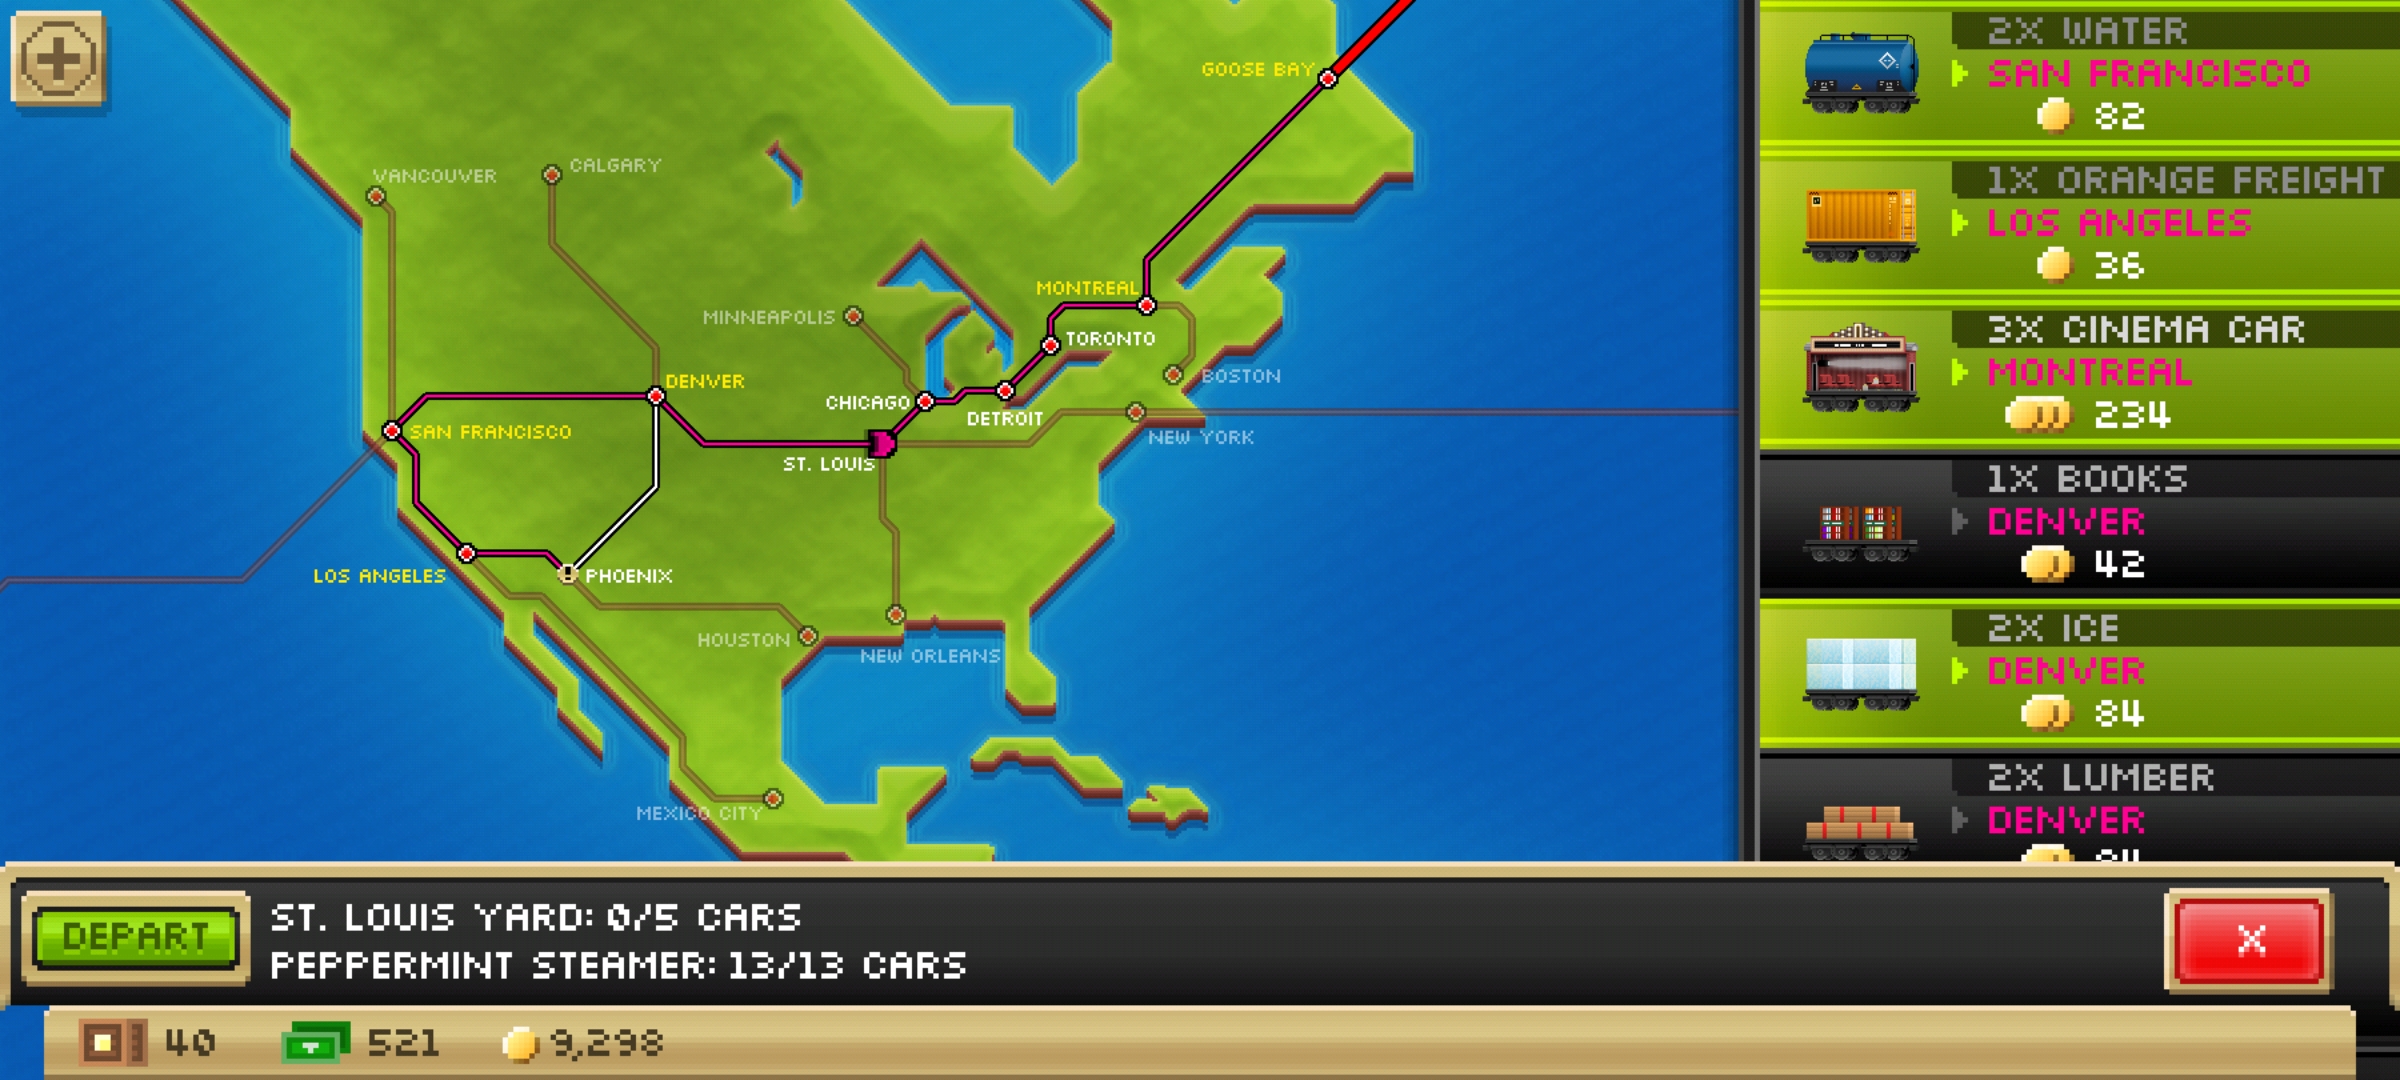 GOOSE BAY
VANCOUVER
CALGARY
MINNEAPOLIS
MONTREAL
TORONTO
BOSTON
DENVER
CHICAGO
DETROIT
NEW YORK
SAN FRANCISCO
ST. LOUIS
LOS ANGELES
PHOENIX
HOUSTON
NEW ORLEANS
MEXICO CITY
2X WATER
SAN FRANCISCO
82
1X ORANGE FREIGHT
LOS ANGELES
36
3X CINEMA CAR
MONTREAL
234
1X BOOKS
DENVER
42
2X ICE
DENVER
84
2X LUMBER
DENVER
DEPART
ST. LOUIS YARD: 0/5 CARS
PEPPERMINT STEAMER: 13/13 CARS
X
40
521
9,298